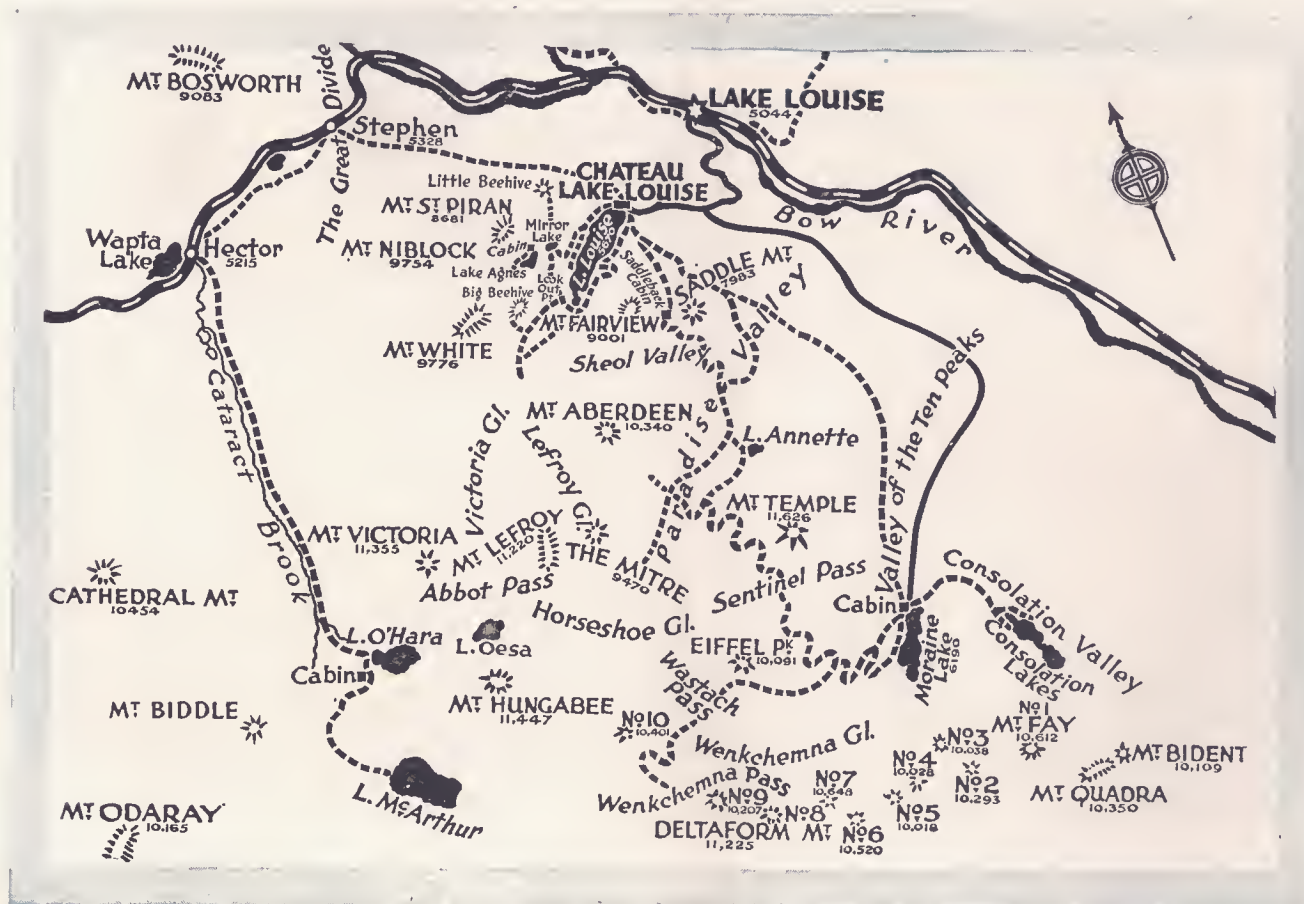 MT BOSWORTH
9083
The Great Divide
Stephen
5328
LAKE LOUISE
5044
CHATEAU
LAKE LOUISE
Little Beehive
MT ST PIRAN
8681
Mirror
Lake
Cabin
L. Louise
5670
Wapta
Lake
Hector
5215
MT NIBLOCK
9754
Lake Agnes
Look
Out
Pt.
Big Beehive
Saddleback
Cabin
SADDLE MT
7983
Bow River
MT FAIRVIEW
9001
MT WHITE
9776
Sheol Valley
Paradise Valley
Valley of the Ten Peaks
Cataract Brook
MT ABERDEEN
10.340
Victoria Gl.
Lefroy Gl.
L. Annette
MT TEMPLE
11,626
MT VICTORIA
11,355
MT LEFROY
11,220
THE MITRE
9470
Abbot Pass
Sentinel Pass
CATHEDRAL MT
10454
Horseshoe Gl.
Cabin
Consolation Valley
Consolation
Lakes
Moraine
Lake
6190
L. O'Hara
L. Oesa
Cabin
EIFFEL PK
10,091
Wastach
Pass
MT HUNGABEE
11,447
MT BIDDLE
No 10
10,401
Wenkchemna Gl.
Wenkchemna Pass
No 1
MT FAY
10,612
No 3
10,038
No 4
10,028
No 2
10,293
MT BIDENT
10,109
MT QUADRA
10,350
No 7
10,648
No 9
10,207
No 8
DELTAFORM MT
11,225
No 6
10.520
No 5
10,018
L. McArthur
MT ODARAY
10,165